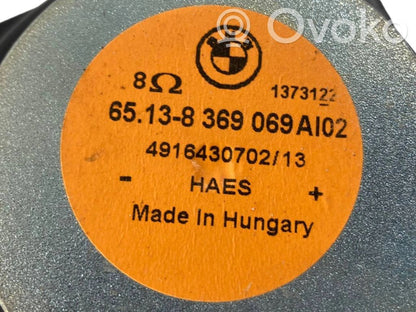 Ovoko
8Ω
1373122
65.13-8 369 069AI02
4916430702/13
- HAES +
Made In Hungary